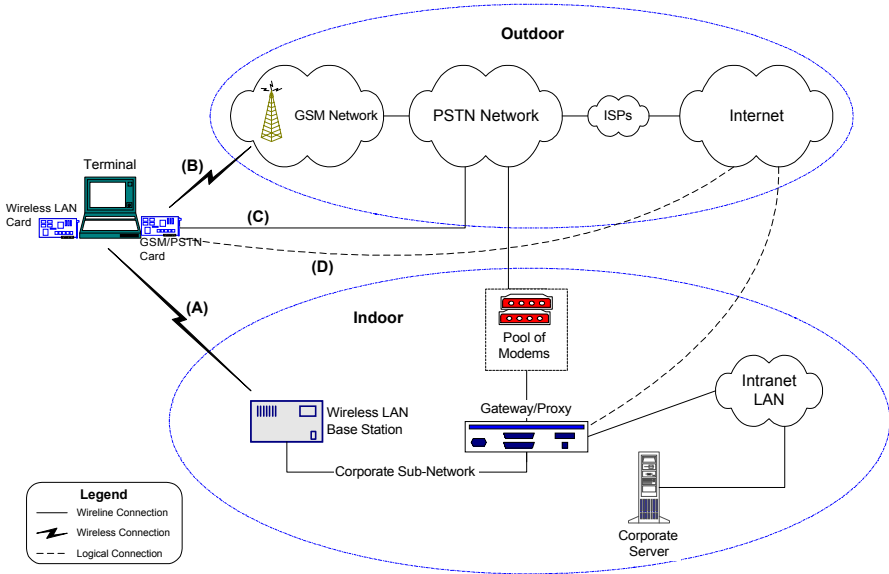 Outdoor
GSM Network
PSTN Network
ISPs
Internet
Terminal
(B)
Wireless LAN
Card
(C)
GSM/PSTN
Card
(D)
(A)
Indoor
Pool of
Modems
Intranet
LAN
Gateway/Proxy
Wireless LAN
Base Station
Corporate Sub-Network
Corporate
Server
Legend
Wireline Connection
Wireless Connection
Logical Connection